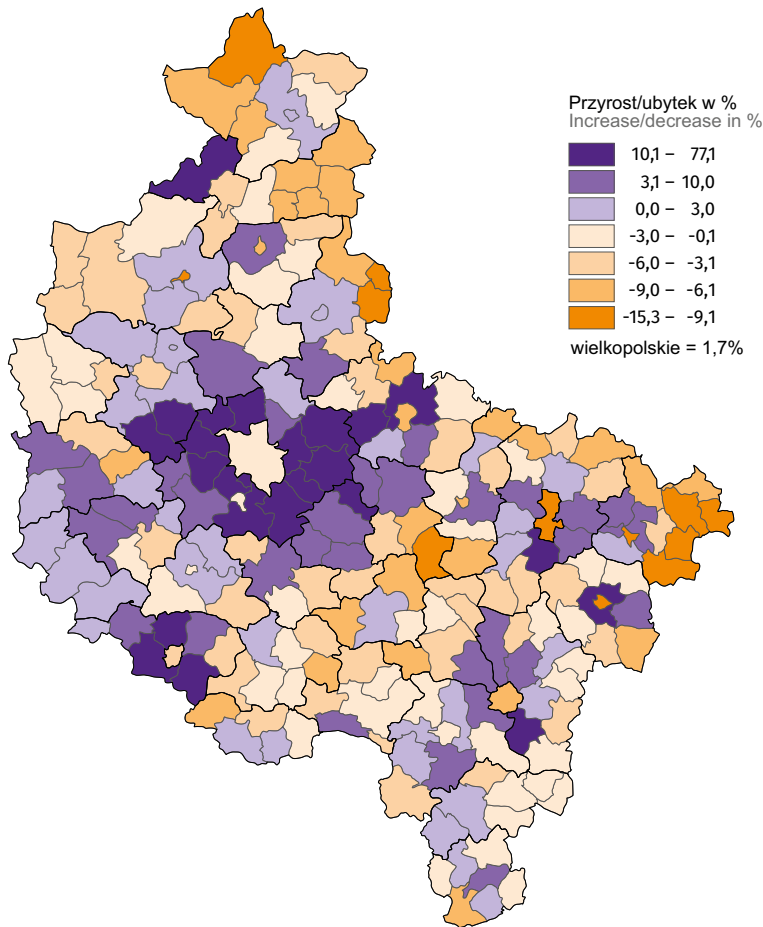 Przyrost/ubytek w %
Increase/decrease in %
10,1 – 77,1
3,1 – 10,0
0,0 – 3,0
-3,0 – -0,1
-6,0 – -3,1
-9,0 – -6,1
-15,3 – -9,1
wielkopolskie = 1,7%